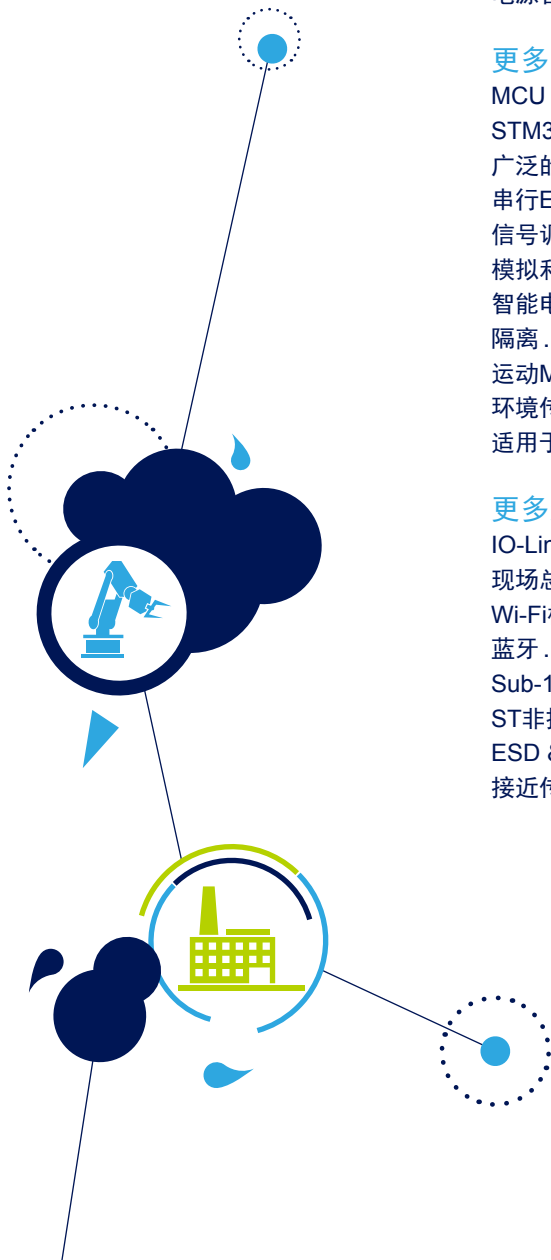 更多
MCU
STM3
广泛的
串行E
信号调
模拟和
智能电
隔离 .
运动M
环境传
适用于
更多
IO-Lin
现场总
Wi-Fi
蓝牙 .
Sub-1
ST非接
ESD &
接近传